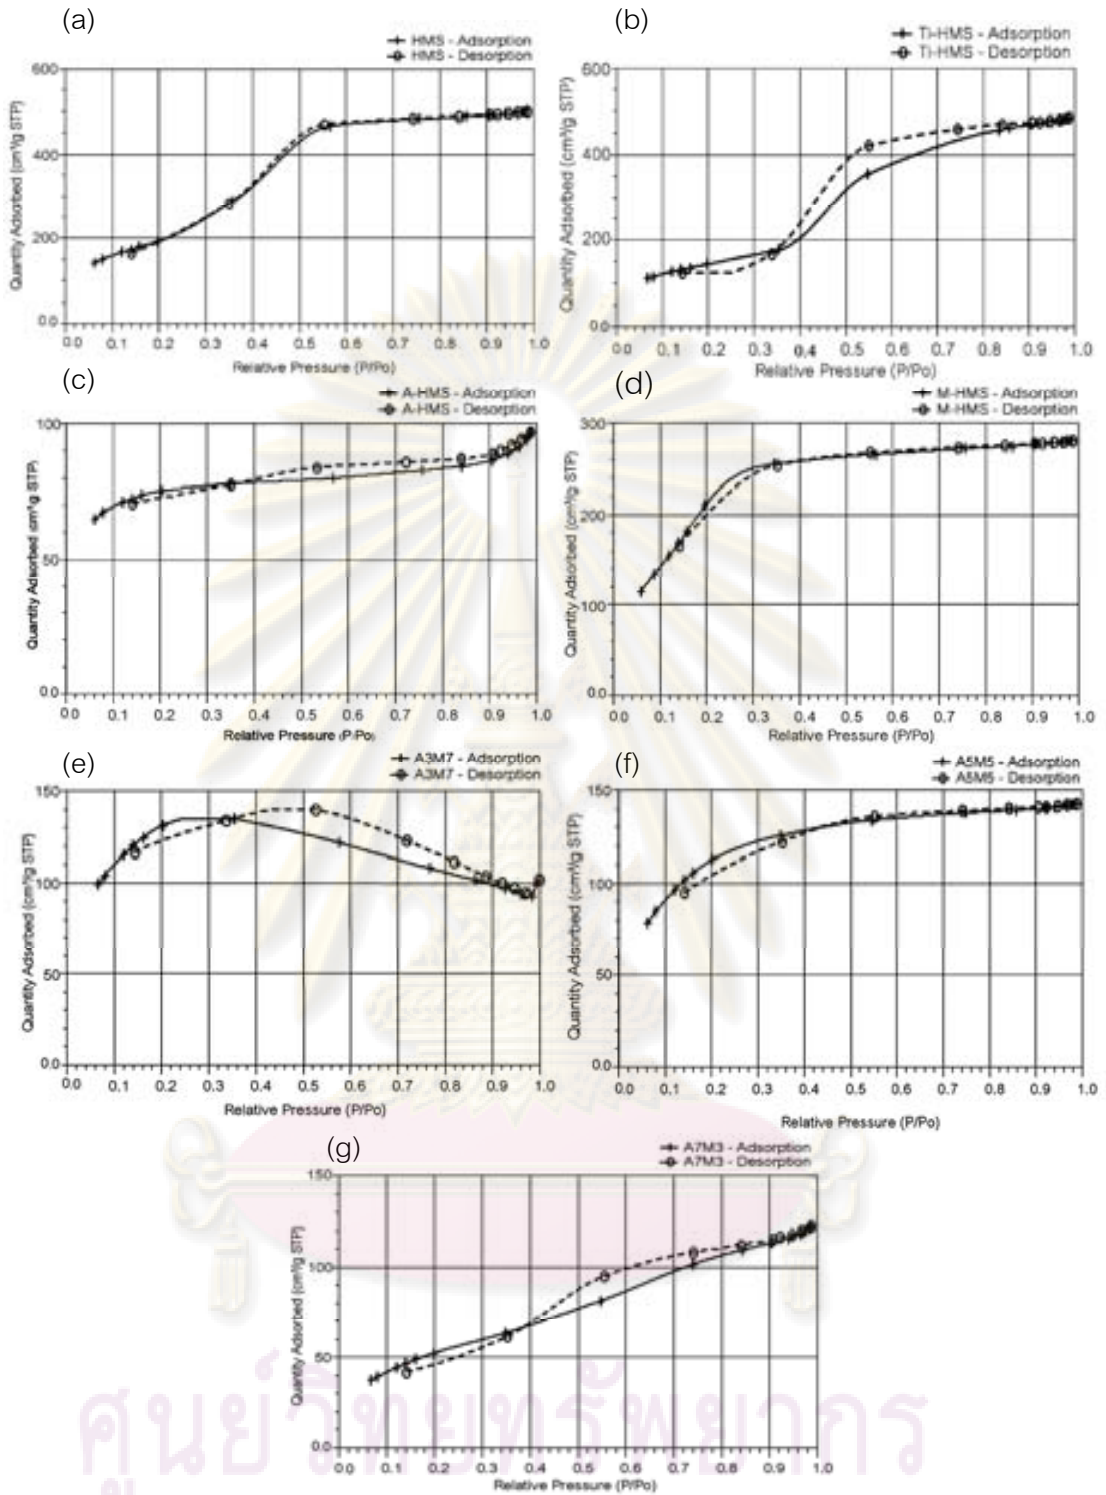 (a)
HMS - Adsorption
HMS - Desorption
Quantity Adsorbed (cm³/g STP)
600
400
200
0.0
0.0 0.1 0.2 0.3 0.4 0.5 0.6 0.7 0.8 0.9 1.0
Relative Pressure (P/Po)
(b)
Ti-HMS - Adsorption
Ti-HMS - Desorption
Quantity Adsorbed (cm³/g STP)
600
400
200
0.0
0.0 0.1 0.2 0.3 0.4 0.5 0.6 0.7 0.8 0.9 1.0
Relative Pressure (P/Po)
(c)
A-HMS - Adsorption
A-HMS - Desorption
Quantity Adsorbed (cm³/g STP)
100
50
0.0
0.0 0.1 0.2 0.3 0.4 0.5 0.6 0.7 0.8 0.9 1.0
Relative Pressure (P/Po)
(d)
M-HMS - Adsorption
M-HMS - Desorption
Quantity Adsorbed (cm³/g STP)
300
200
100
0.0
0.0 0.1 0.2 0.3 0.4 0.5 0.6 0.7 0.8 0.9 1.0
Relative Pressure (P/Po)
(e)
A3M7 - Adsorption
A3M7 - Desorption
Quantity Adsorbed (cm³/g STP)
150
100
50
0.0
0.0 0.1 0.2 0.3 0.4 0.5 0.6 0.7 0.8 0.9 1.0
Relative Pressure (P/Po)
(f)
A5M5 - Adsorption
A5M5 - Desorption
Quantity Adsorbed (cm³/g STP)
150
100
50
0.0
0.0 0.1 0.2 0.3 0.4 0.5 0.6 0.7 0.8 0.9 1.0
Relative Pressure (P/Po)
(g)
A7M3 - Adsorption
A7M3 - Desorption
Quantity Adsorbed (cm³/g STP)
150
100
50
0.0
0.0 0.1 0.2 0.3 0.4 0.5 0.6 0.7 0.8 0.9 1.0
Relative Pressure (P/Po)
ศูนย์วิทยทรัพยากร